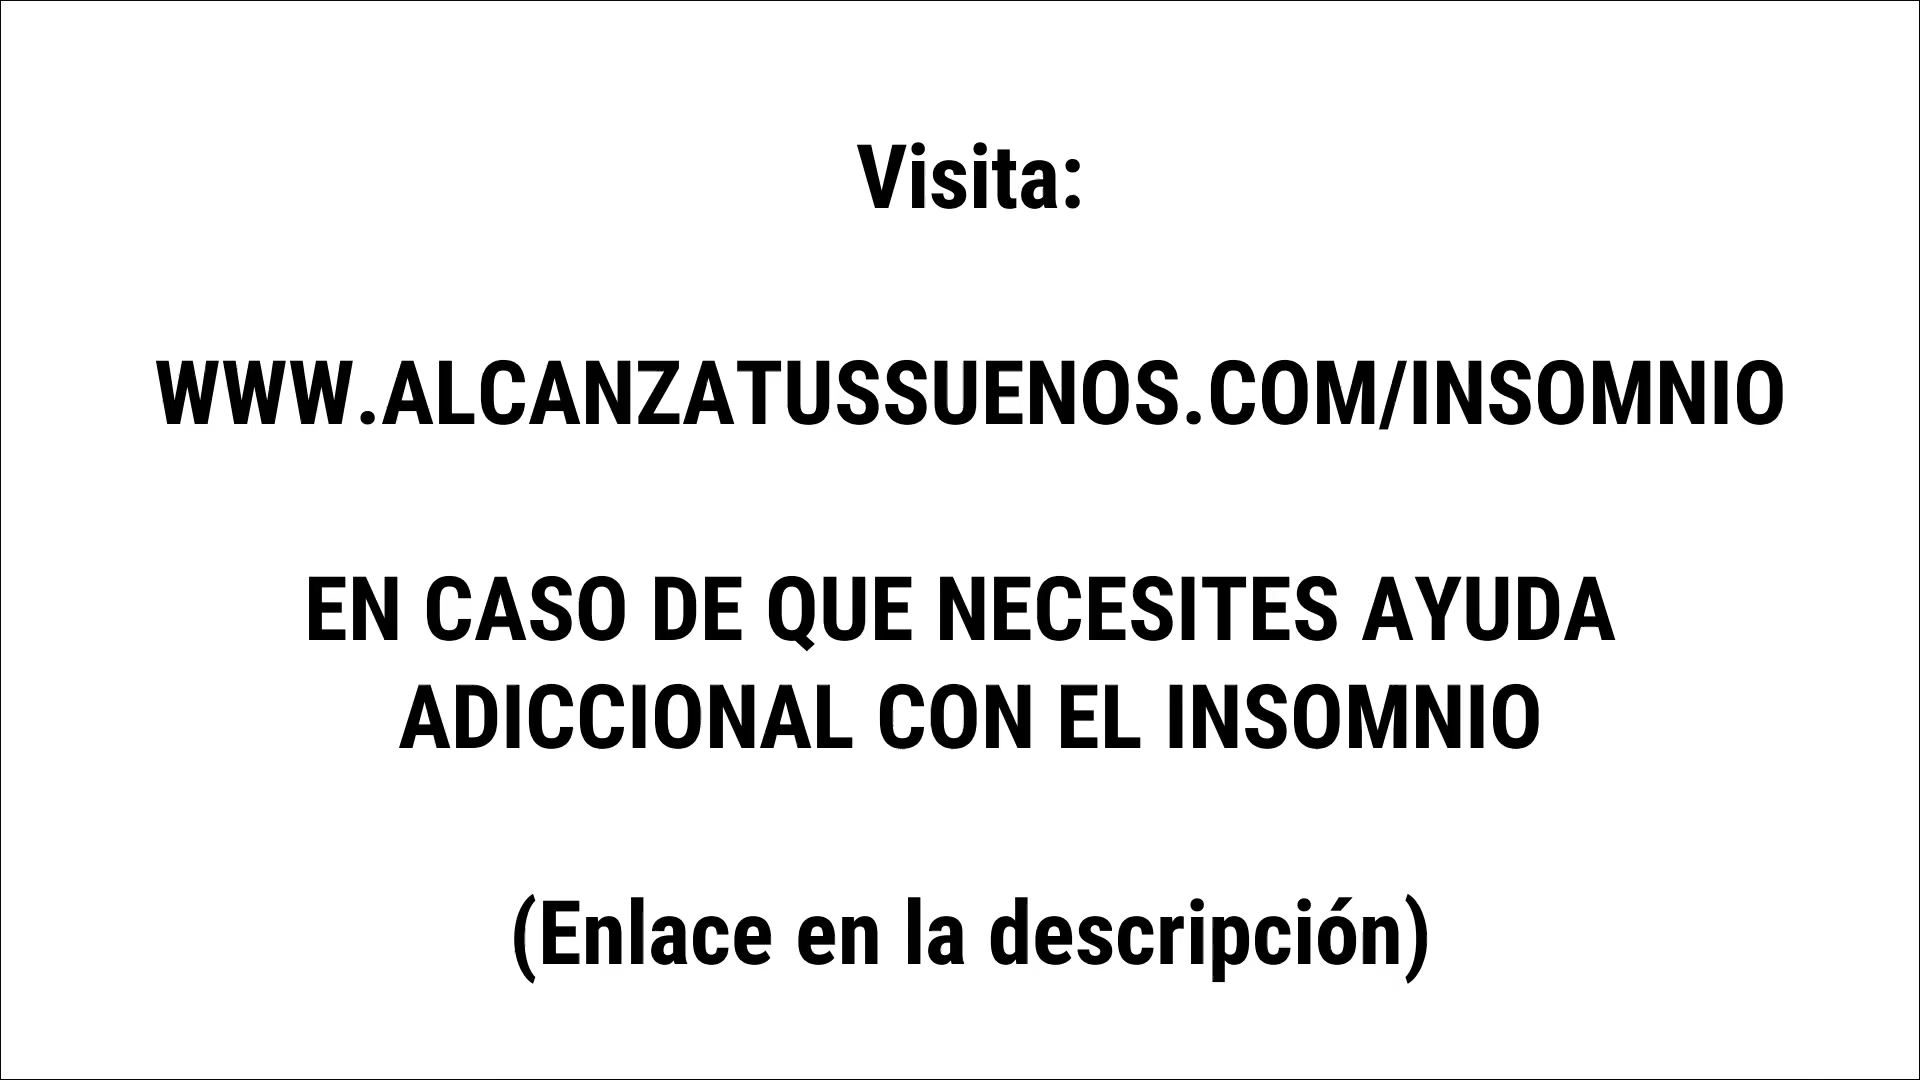 Visita:
WWW.ALCANZATUSSUENOS.COM/INSOMNIO
EN CASO DE QUE NECESITES AYUDA
ADICCIONAL CON EL INSOMNIO
(Enlace en la descripción)